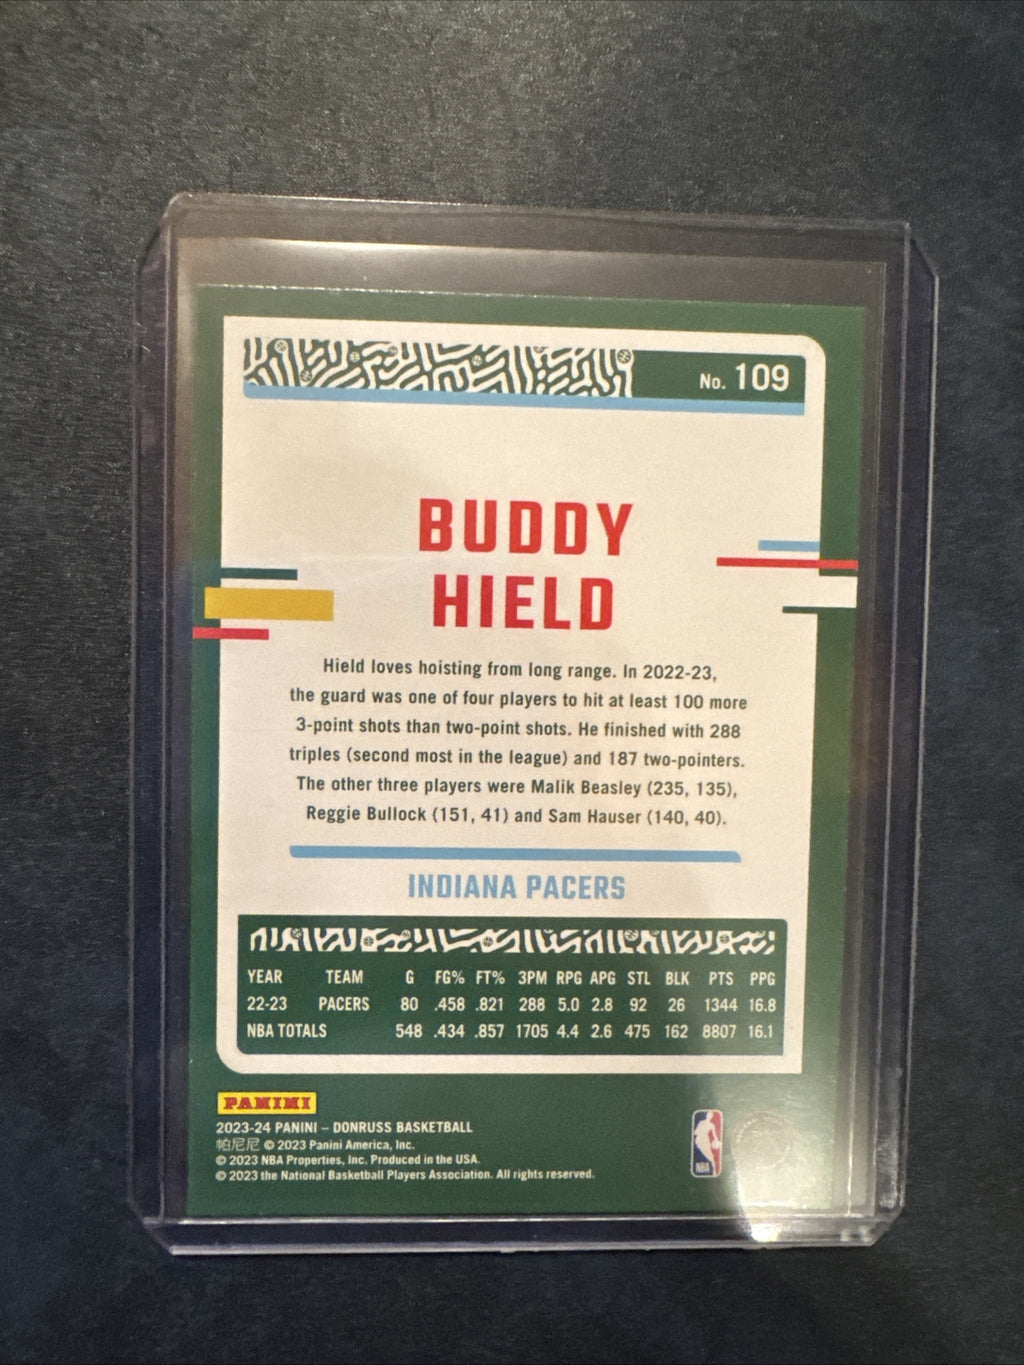 No. 109
BUDDY
HIELD
Hield loves hoisting from long range. In 2022-23,
the guard was one of four players to hit at least 100 more
3-point shots than two-point shots. He finished with 288
triples (second most in the league) and 187 two-pointers.
The other three players were Malik Beasley (235, 135),
Reggie Bullock (151, 41) and Sam Hauser (140, 40).
INDIANA PACERS
YEAR TEAM G FG% FT% 3PM RPG APG STL BLK PTS PPG
22-23 PACERS 80 .458 .821 288 5.0 2.8 92 26 1344 16.8
NBA TOTALS 548 .434 .857 1705 4.4 2.6 475 162 8807 16.1
PANINI
2023-24 PANINI – DONRUSS BASKETBALL
帕尼尼 © 2023 Panini America, Inc.
© 2023 NBA Properties, Inc. Produced in the USA.
© 2023 the National Basketball Players Association. All rights reserved.
NBA